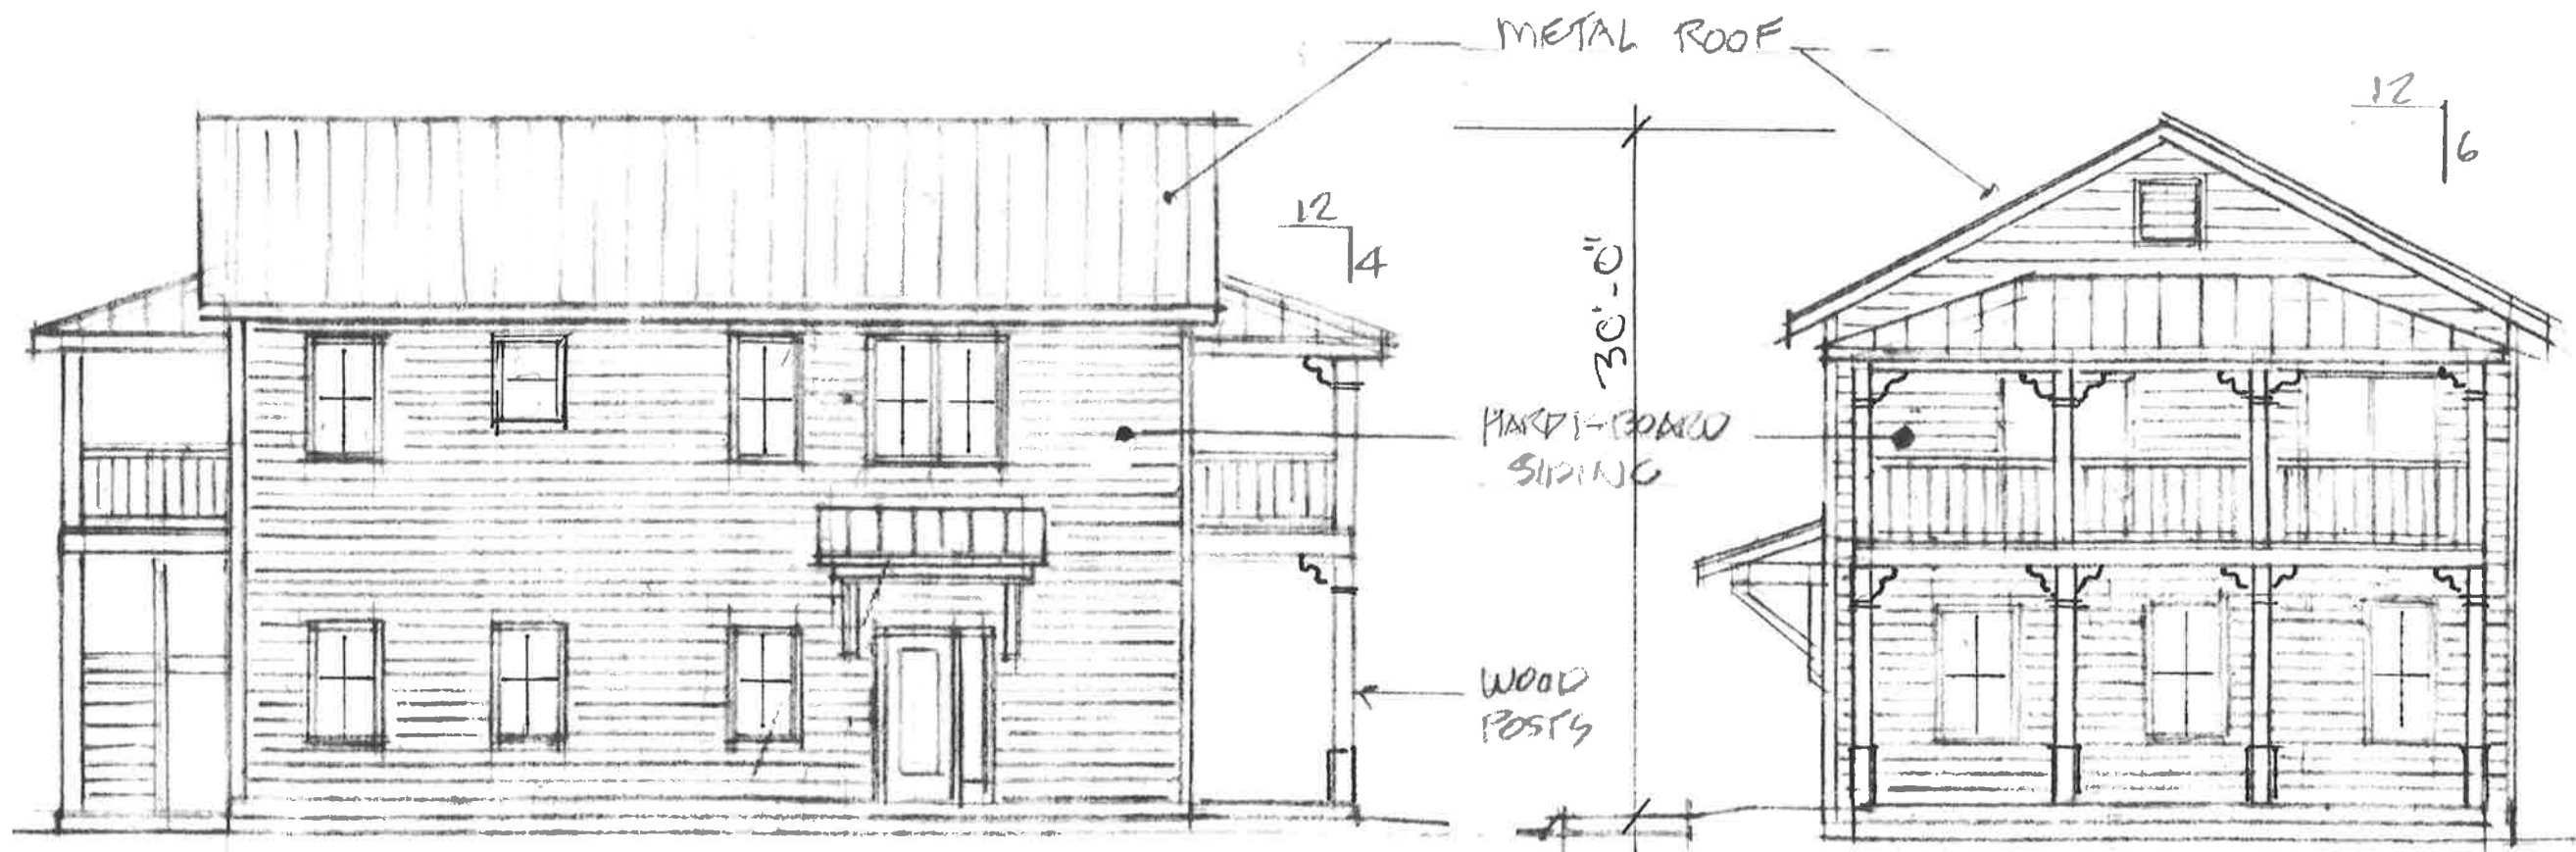 METAL ROOF
12
6
12
4
30'-0"
HARDI-BOARD
SIDING
WOOD
POSTS